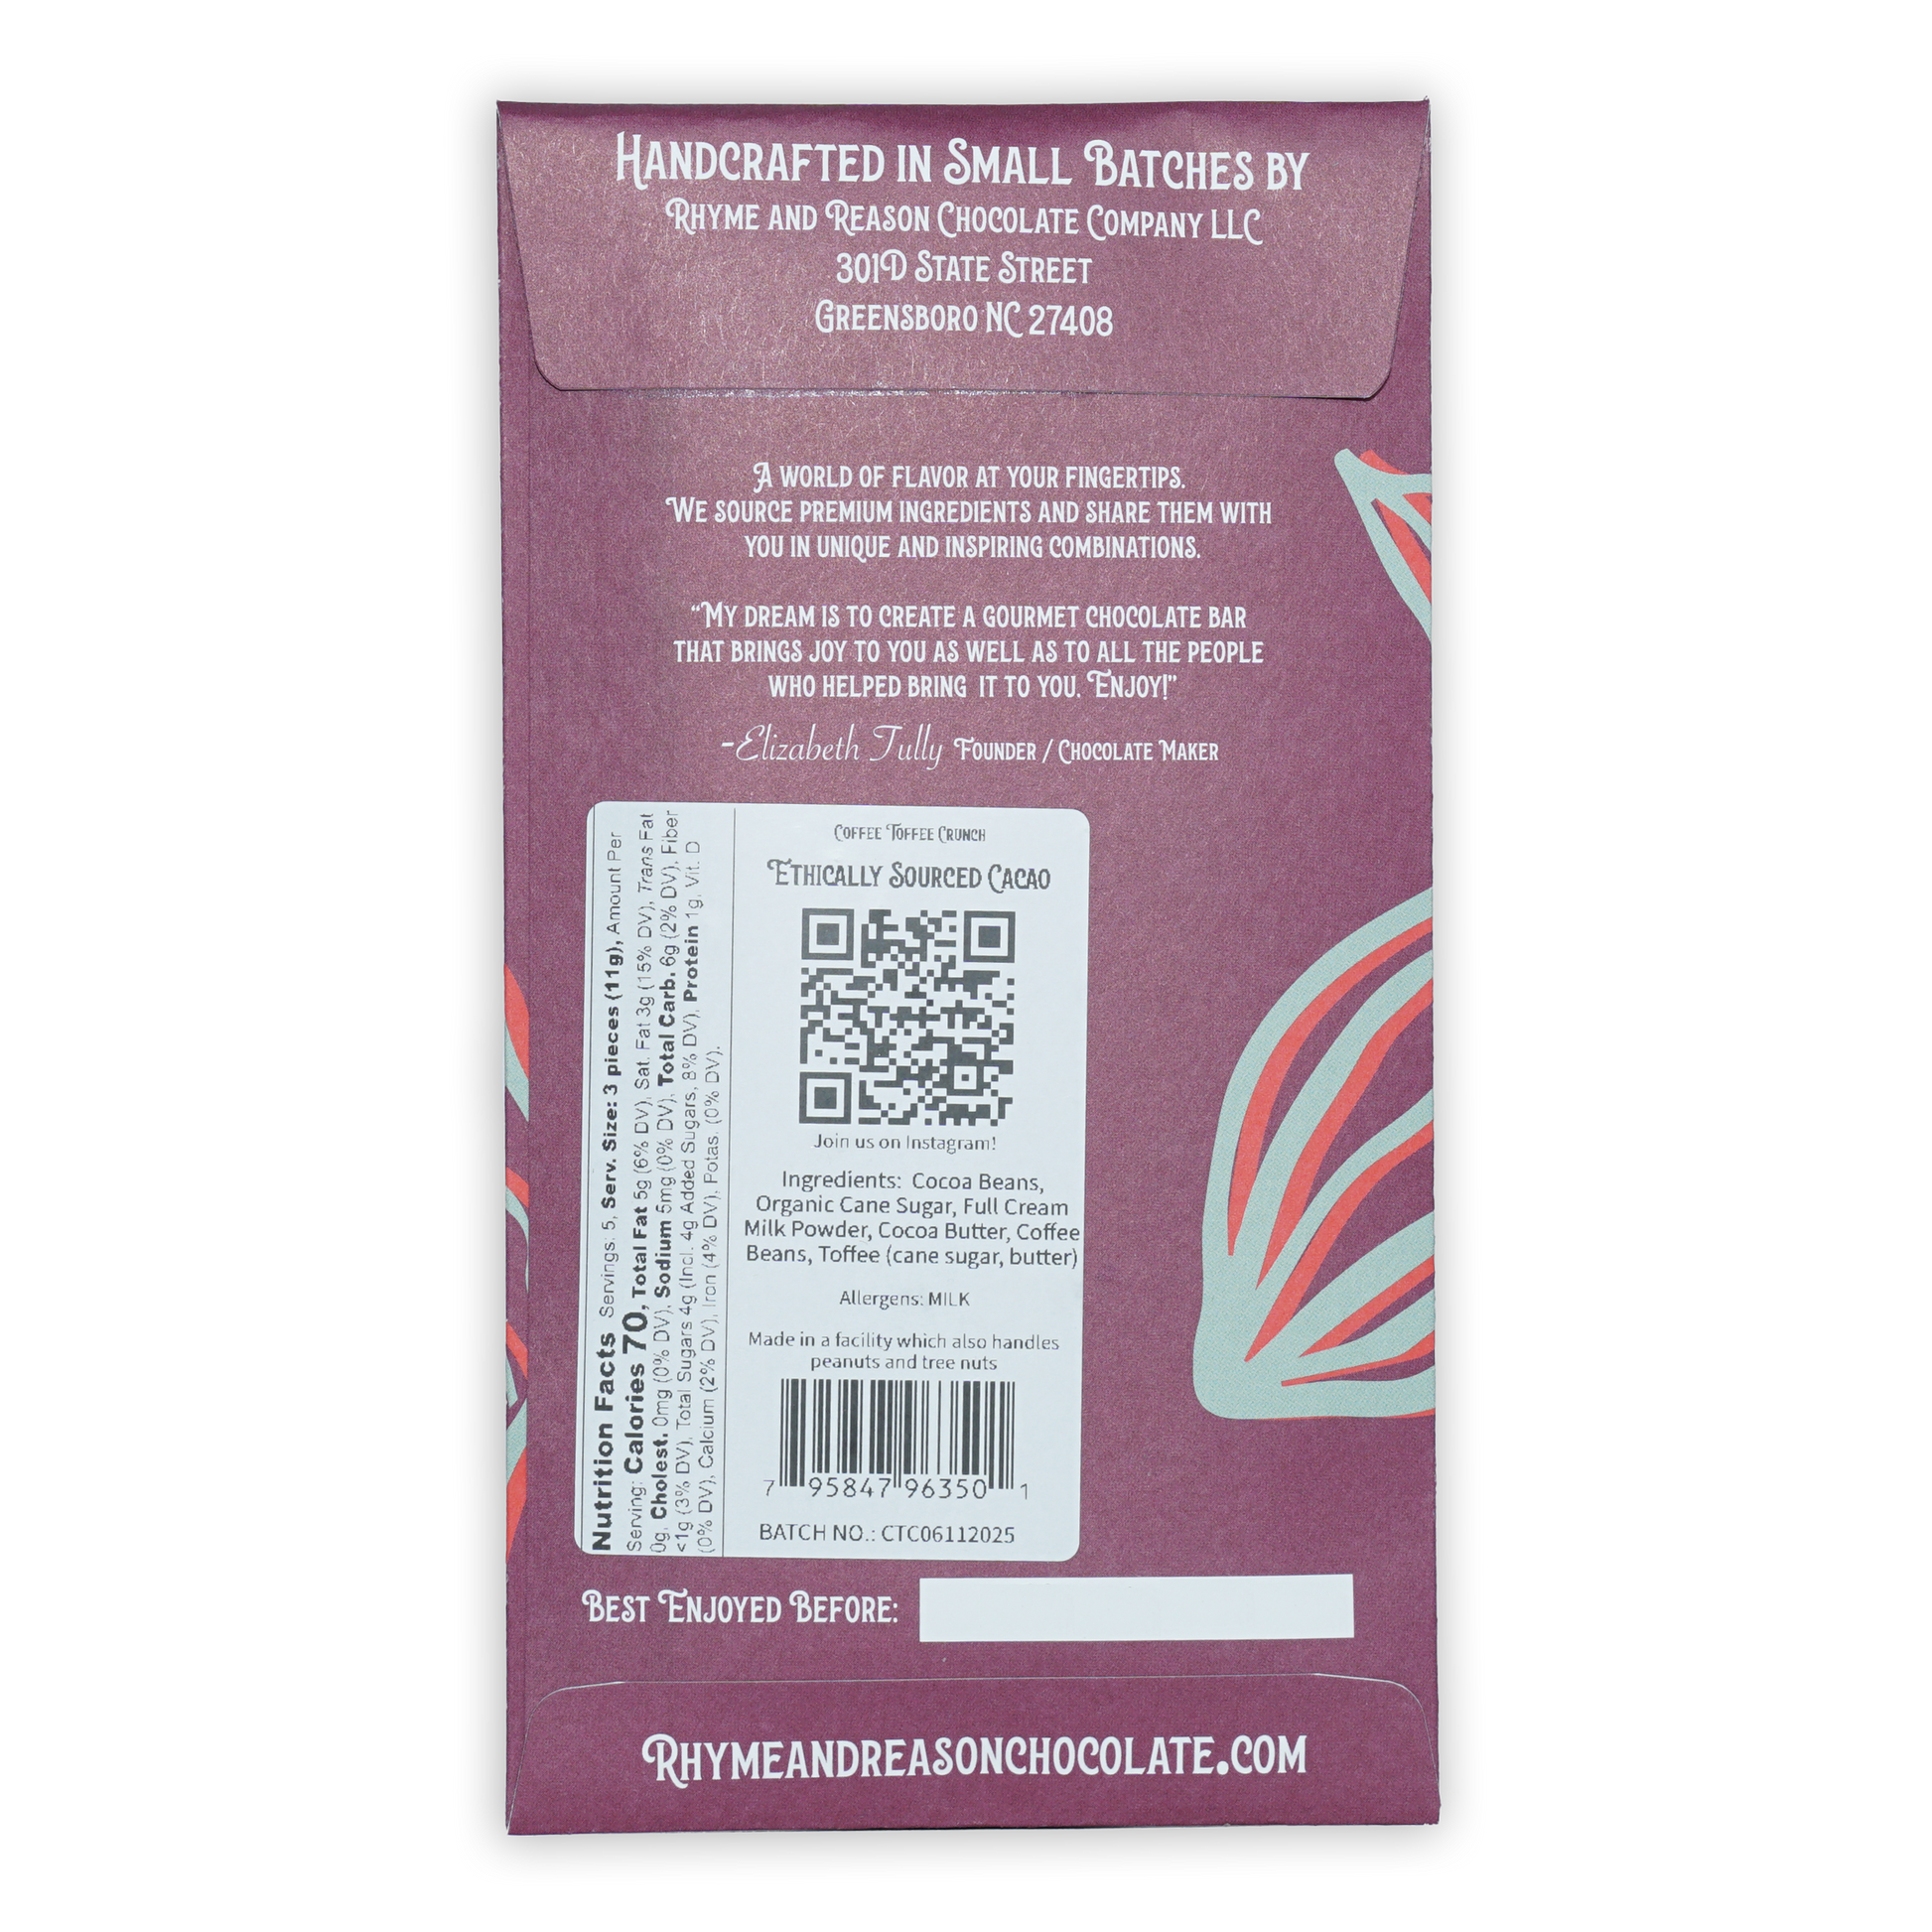 Handcrafted in Small Batches by
Rhyme and Reason Chocolate Company LLC
301D State Street
Greensboro NC 27408
A world of flavor at your fingertips.
We source premium ingredients and share them with
you in unique and inspiring combinations.
“My dream is to create a gourmet chocolate bar
that brings joy to you as well as to all the people
who helped bring it to you. Enjoy!”
-Elizabeth Tully Founder / Chocolate Maker
Nutrition Facts Servings: 5, Serv. Size: 3 pieces (11g), Amount Per
Serving: Calories 70, Total Fat 5g (6% DV), Sat. Fat 3g (15% DV), Trans Fat
0g, Cholest. 0mg (0% DV), Sodium 5mg (0% DV), Total Carb. 6g (2% DV), Fiber
<1g (3% DV), Total Sugars 4g (Incl. 4g Added Sugars, 8% DV), Protein 1g, Vit. D
(0% DV), Calcium (2% DV), Iron (4% DV), Potas. (0% DV).
Coffee Toffee Crunch
Ethically Sourced Cacao
Join us on Instagram!
Ingredients: Cocoa Beans,
Organic Cane Sugar, Full Cream
Milk Powder, Cocoa Butter, Coffee
Beans, Toffee (cane sugar, butter)
Allergens: MILK
Made in a facility which also handles
peanuts and tree nuts
7 95847 96350 1
BATCH NO.: CTC06112025
Best Enjoyed Before:
Rhymeandreasonchocolate.com